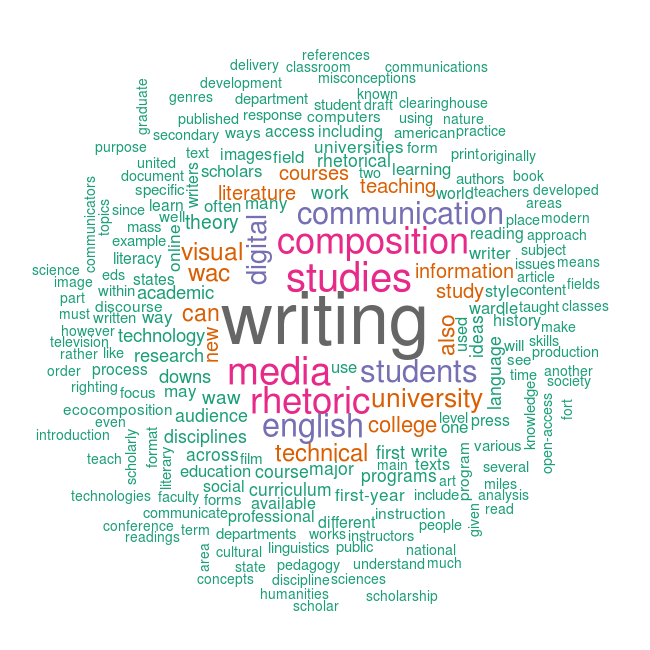 references
delivery classroom communications
development misconceptions
graduate
genres department known
student draft clearinghouse
published response computers using nature
secondary ways access including american practice
purpose text images field universities form print originally
united scholars rhetorical learning authors book
document writers courses two
specific literature work teaching world teachers developed
communicators topics since learn often many communication areas
mass well theory digital place modern
example online visual composition reading approach
literacy writer subject
science eds states wac studies information issues means
image within academic study style content article fields
part discourse can writing wardle taught classes
must written way also used ideas history make
however technology new will skills
television research media use students language see production
rather like
order process downs time another
righting focus may waw rhetoric university society
ecocomposition audience level knowledge fort
even english college one press open-access
introduction scholarly format disciplines technical first write various
teach literary across film main texts program several
education course major programs miles
technologies faculty social curriculum first-year include art analysis
forms available read
communicate professional different instruction given
conference term people
readings departments works instructors
area cultural linguistics public national
state pedagogy understand much
concepts discipline sciences
humanities
scholar scholarship